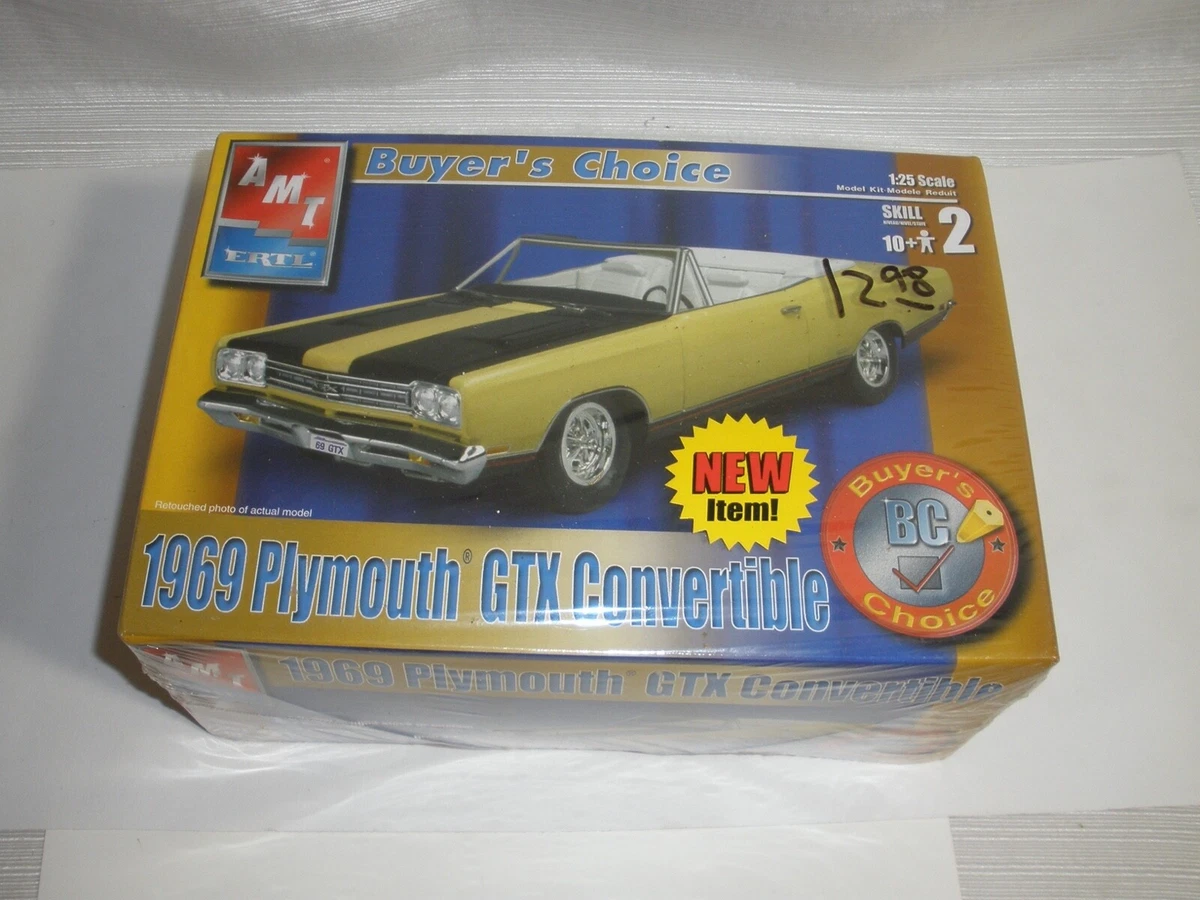 AMT
ERTL®
Buyer's Choice
1:25 Scale
Model Kit·Modele Reduit
SKILL 2
10+
1298
69 GTX
NEW
Item!
Retouched photo of actual model
Buyer's
BC
Choice
1969 Plymouth® GTX Convertible
AMT
1969 Plymouth® GTX Convertible